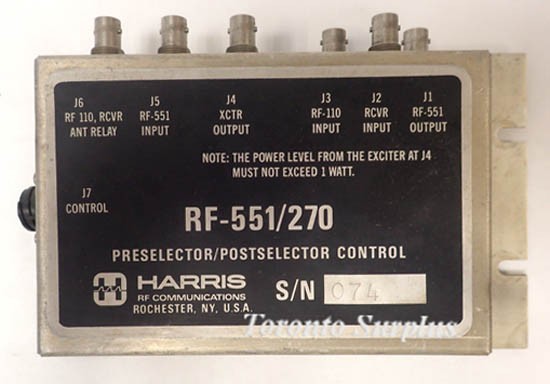 J6 J5 J4 J3 J2 J1
RF 110, RCVR RF-551 XCTR RF-110 RCVR RF-551
ANT RELAY INPUT OUTPUT INPUT INPUT OUTPUT
NOTE: THE POWER LEVEL FROM THE EXCITER AT J4
MUST NOT EXCEED 1 WATT.
J7
CONTROL
RF-551/270
PRESELECTOR/POSTSELECTOR CONTROL
HARRIS
RF COMMUNICATIONS
ROCHESTER, NY, U.S.A.
S/N 074
Toronto Surplus